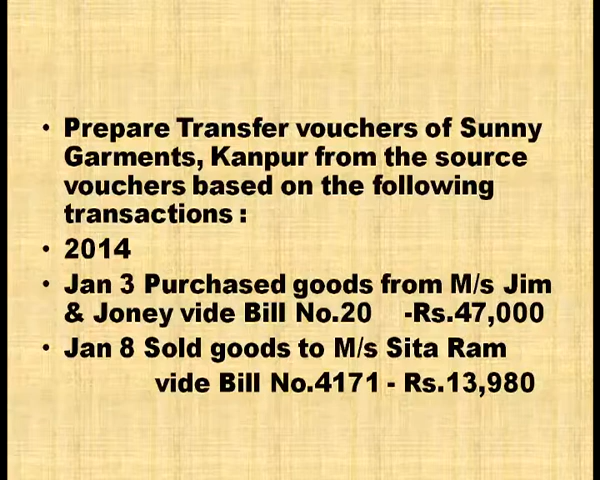 • Prepare Transfer vouchers of Sunny
Garments, Kanpur from the source
vouchers based on the following
transactions :
• 2014
• Jan 3 Purchased goods from M/s Jim
& Joney vide Bill No.20 -Rs.47,000
• Jan 8 Sold goods to M/s Sita Ram
vide Bill No.4171 - Rs.13,980